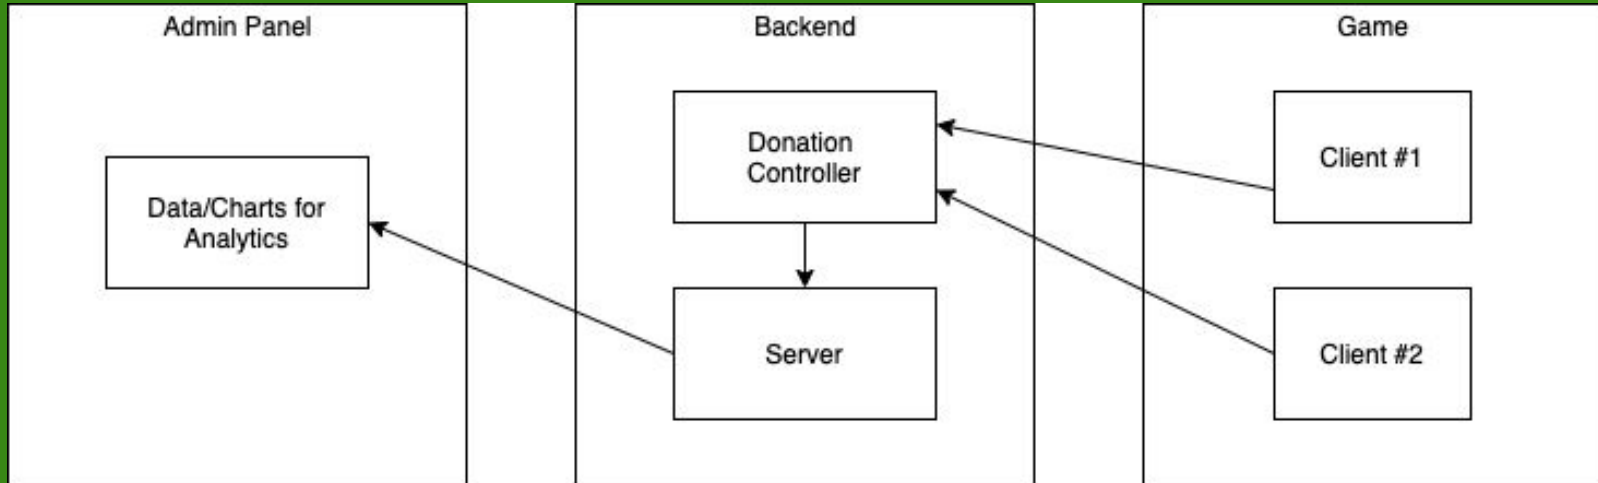 Admin Panel
Data/Charts for
Analytics
Backend
Donation
Controller
Server
Game
Client #1
Client #2